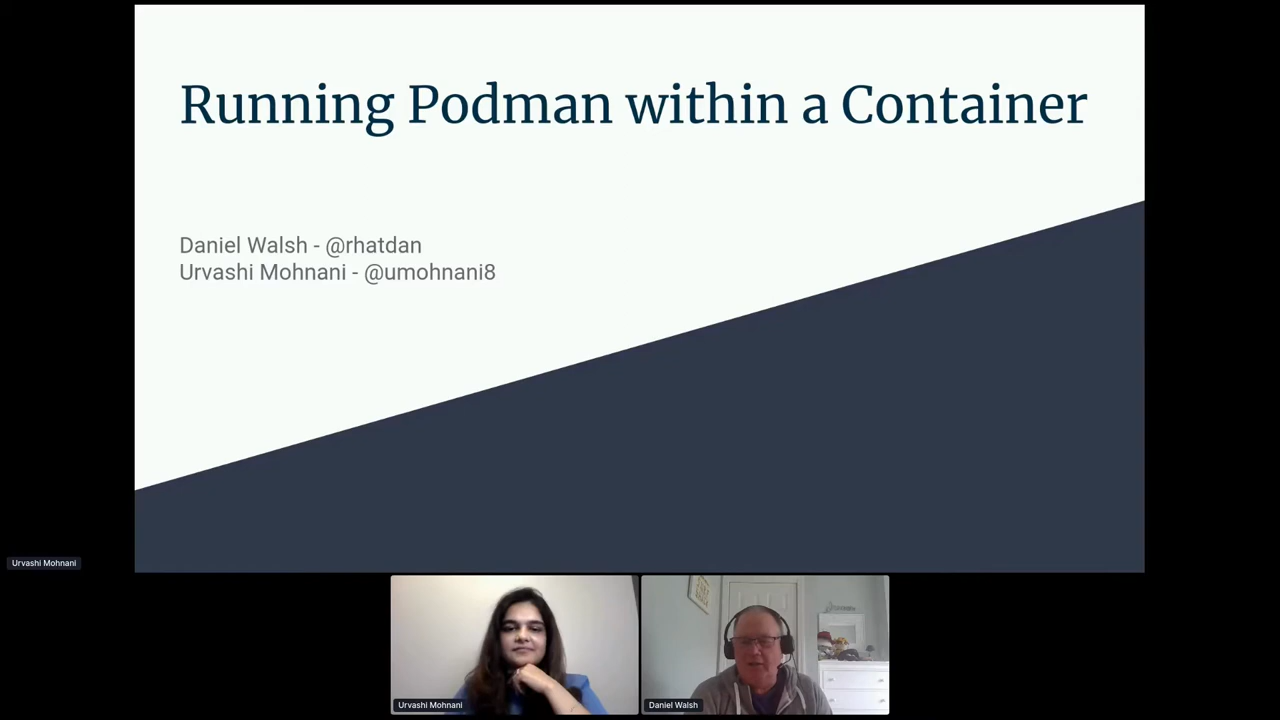 Running Podman within a Container
Daniel Walsh - @rhatdan
Urvashi Mohnani - @umohnani8
Urvashi Mohnani
Urvashi Mohnani
Daniel Walsh